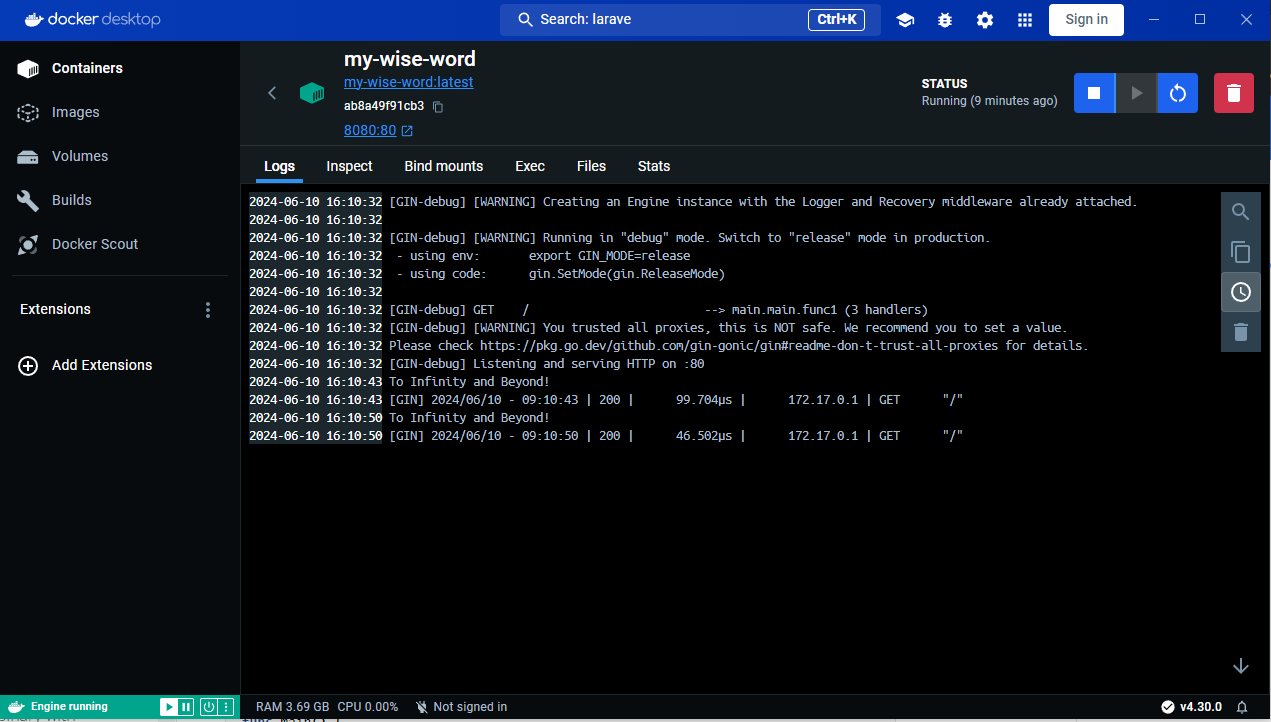 docker desktop
Search: larave
Ctrl+K
Sign in
Containers
Images
Volumes
Builds
Docker Scout
Extensions
Add Extensions
my-wise-word
my-wise-word:latest
ab8a49f91cb3
8080:80
STATUS
Running (9 minutes ago)
Logs Inspect Bind mounts Exec Files Stats
2024-06-10 16:10:32 [GIN-debug] [WARNING] Creating an Engine instance with the Logger and Recovery middleware already attached.
2024-06-10 16:10:32
2024-06-10 16:10:32 [GIN-debug] [WARNING] Running in "debug" mode. Switch to "release" mode in production.
2024-06-10 16:10:32 - using env: export GIN_MODE=release
2024-06-10 16:10:32 - using code: gin.SetMode(gin.ReleaseMode)
2024-06-10 16:10:32
2024-06-10 16:10:32 [GIN-debug] GET / --> main.main.func1 (3 handlers)
2024-06-10 16:10:32 [GIN-debug] [WARNING] You trusted all proxies, this is NOT safe. We recommend you to set a value.
2024-06-10 16:10:32 Please check https://pkg.go.dev/github.com/gin-gonic/gin#readme-don-t-trust-all-proxies for details.
2024-06-10 16:10:32 [GIN-debug] Listening and serving HTTP on :80
2024-06-10 16:10:43 To Infinity and Beyond!
2024-06-10 16:10:43 [GIN] 2024/06/10 - 09:10:43 | 200 | 99.704µs | 172.17.0.1 | GET "/"
2024-06-10 16:10:50 To Infinity and Beyond!
2024-06-10 16:10:50 [GIN] 2024/06/10 - 09:10:50 | 200 | 46.502µs | 172.17.0.1 | GET "/"
Engine running
RAM 3.69 GB CPU 0.00% Not signed in
v4.30.0